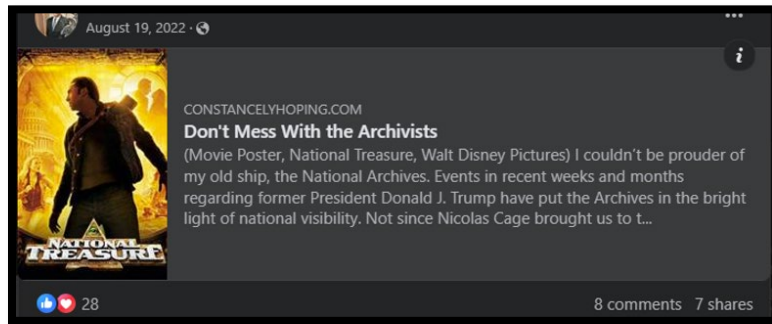 August 19, 2022 ·
CONSTANCELYHOPING.COM
Don't Mess With the Archivists
(Movie Poster, National Treasure, Walt Disney Pictures) I couldn't be prouder of
my old ship, the National Archives. Events in recent weeks and months
regarding former President Donald J. Trump have put the Archives in the bright
light of national visibility. Not since Nicolas Cage brought us to t...
NATIONAL
TREASURE
28
8 comments 7 shares